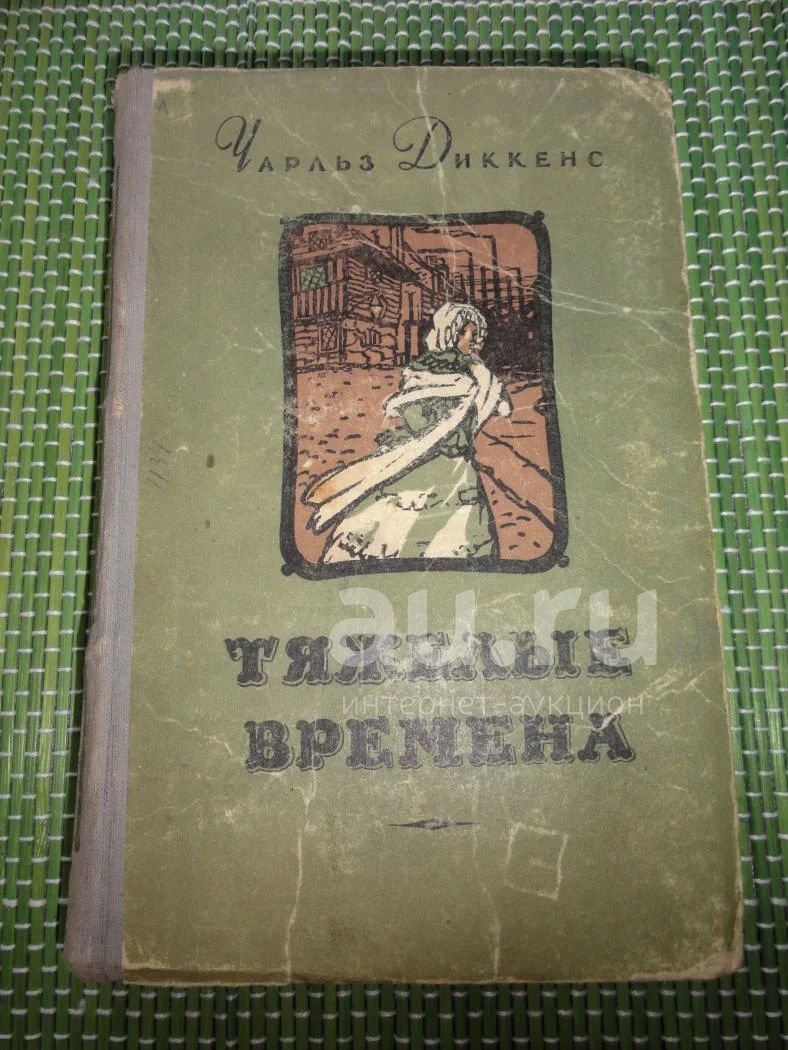 Чарльз Диккенс
au.ru
интернет-аукцион
ТЯЖЕЛЫЕ
ВРЕМЕНА